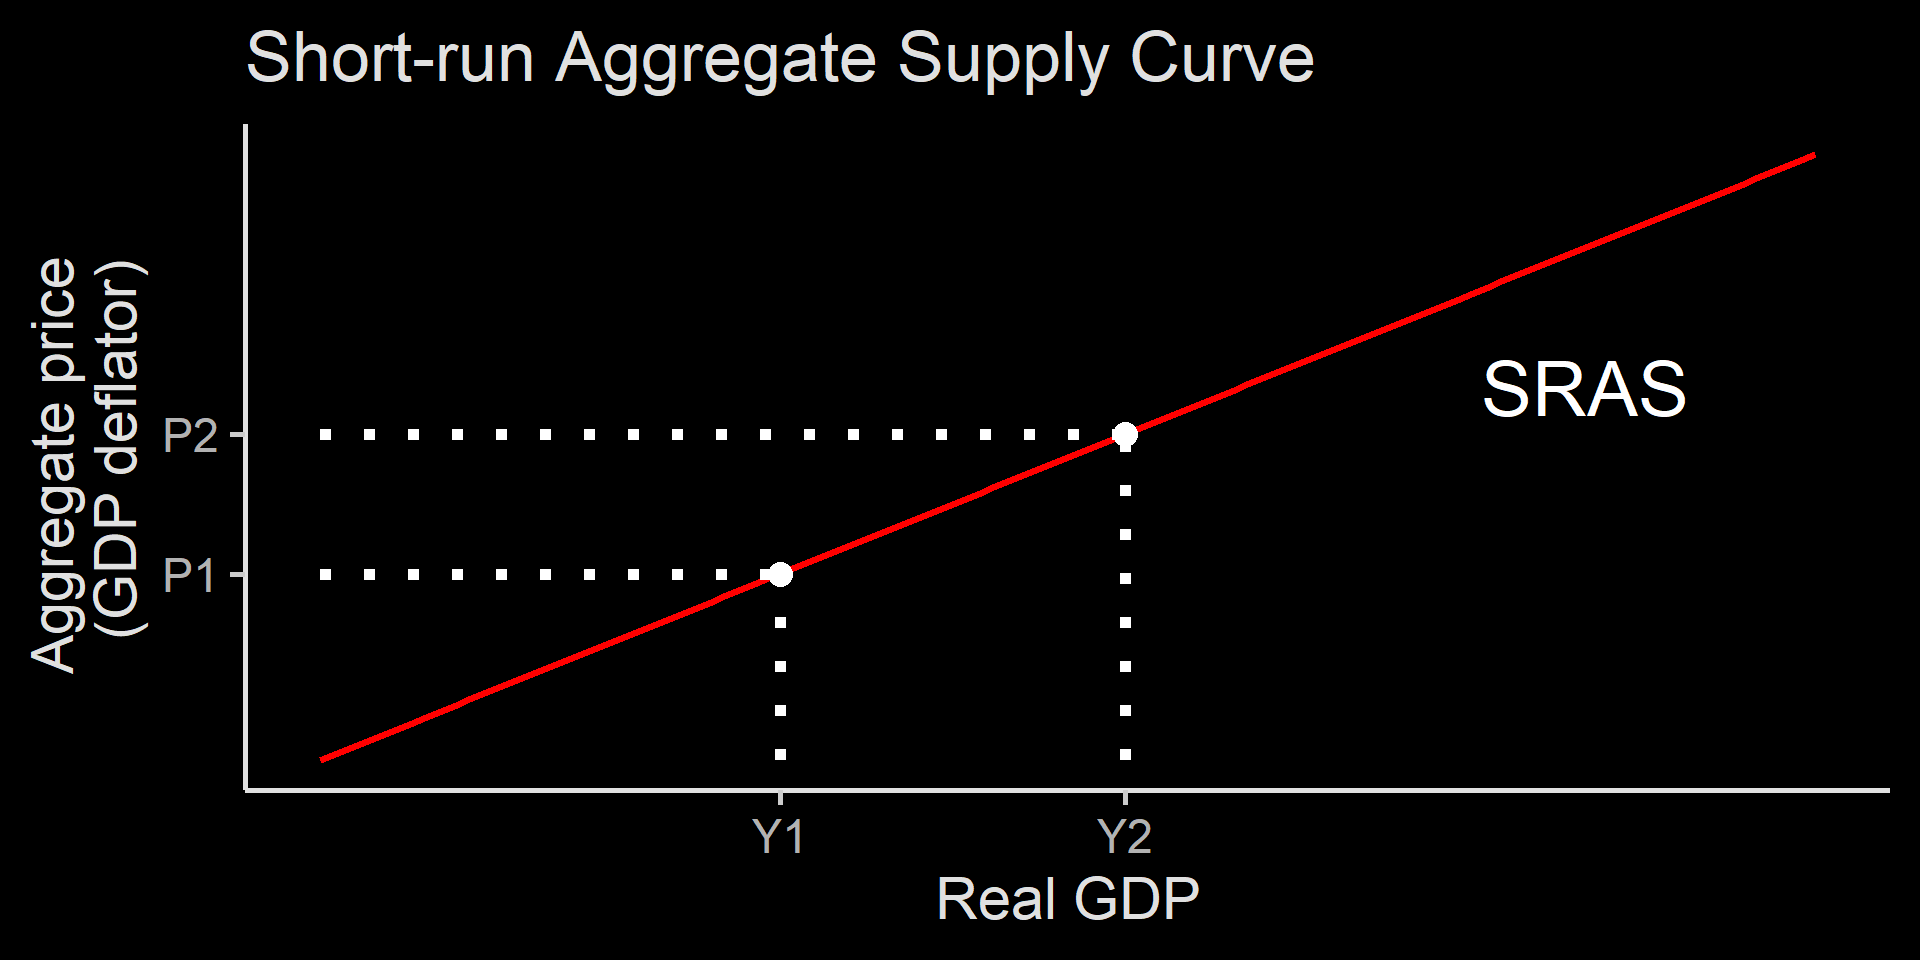 Short-run Aggregate Supply Curve
Aggregate price
(GDP deflator)
P2
P1
SRAS
Y1
Y2
Real GDP